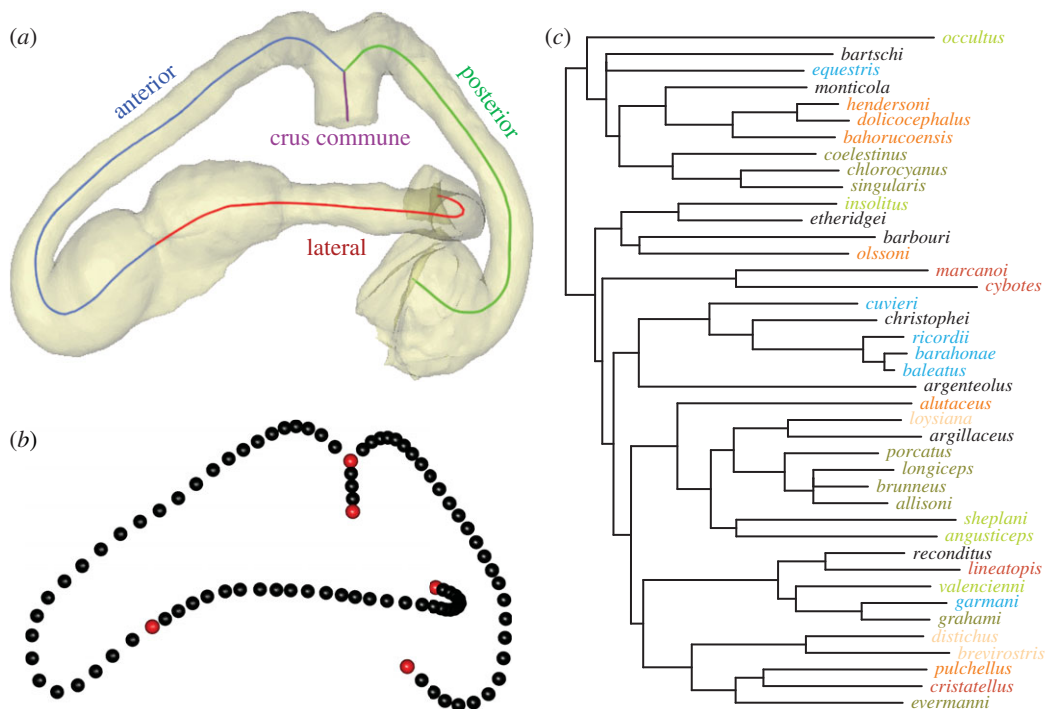 (a)
anterior
posterior
crus commune
lateral
(b)
(c)
occultus
bartschi
equestris
monticola
hendersoni
dolicocephalus
bahorucoensis
coelestinus
chlorocyanus
singularis
insolitus
etheridgei
barbouri
olssoni
marcanoi
cybotes
cuvieri
christophei
ricordii
barahonae
baleatus
argenteolus
alutaceus
loysiana
argillaceus
porcatus
longiceps
brunneus
allisoni
sheplani
angusticeps
reconditus
lineatopis
valencienni
garmani
grahami
distichus
brevirostris
pulchellus
cristatellus
evermanni